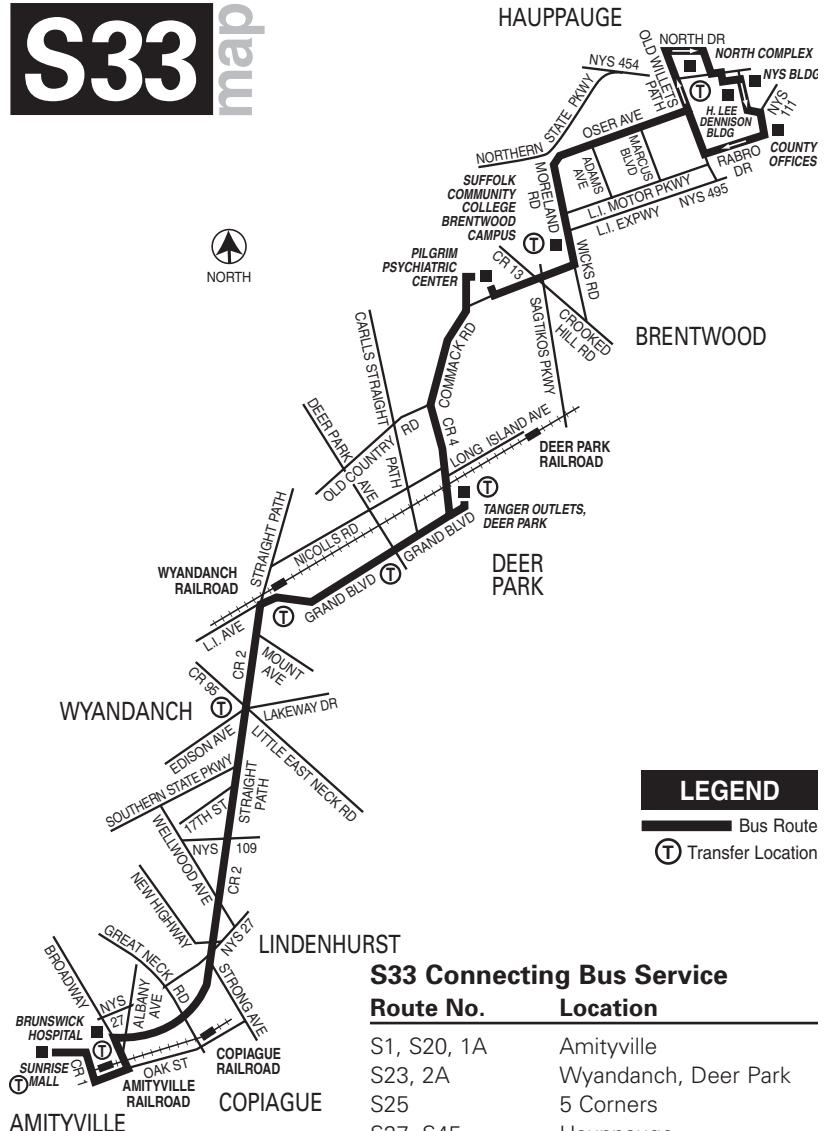 S33
map
HAUPPAUGE
NORTH DR
NORTH COMPLEX
OLD WILLETS
PATH
NYS 454
NYS BLDG
NYS
111
H. LEE
DENNISON
BLDG
T
COUNTY
OFFICES
RABRO
DR
NORTHERN STATE PKWY
OSER AVE
ADAMS
AVE
MARCUS
BLVD
MORELAND
RD
L.I. MOTOR PKWY
L.I. EXPWY NYS 495
SUFFOLK
COMMUNITY
COLLEGE
BRENTWOOD
CAMPUS
T
WICKS RD
PILGRIM
PSYCHIATRIC
CENTER
CR 13
CROOKED
HILL RD
SAGTIKOS PKWY
BRENTWOOD
NORTH
COMMACK RD
CR 4
CARLLS STRAIGHT
PATH
DEER PARK
AVE
OLD COUNTRY RD
LONG ISLAND AVE
DEER PARK
RAILROAD
T
TANGER OUTLETS,
DEER PARK
NICOLLS RD
GRAND BLVD
GRAND BLVD
T
DEER
PARK
STRAIGHT PATH
WYANDANCH
RAILROAD
L.I. AVE
T
CR 2
MOUNT
AVE
CR 95
WYANDANCH
T
LAKEWAY DR
EDISON AVE
LITTLE EAST NECK RD
SOUTHERN STATE PKWY
17TH ST
STRAIGHT
PATH
WELLWOOD AVE
NYS 109
CR 2
NEW HIGHWAY
NYS 27
LINDENHURST
GREAT NECK
RD
STRONG AVE
BROADWAY
NYS
27
ALBANY
AVE
BRUNSWICK
HOSPITAL
T
SUNRISE
MALL
T
CR 1
AMITYVILLE
RAILROAD
OAK ST
COPIAGUE
RAILROAD
COPIAGUE
AMITYVILLE
LEGEND
Bus Route
T Transfer Location
S33 Connecting Bus Service
Route No. Location
S1, S20, 1A Amityville
S23, 2A Wyandanch, Deer Park
S25 5 Corners